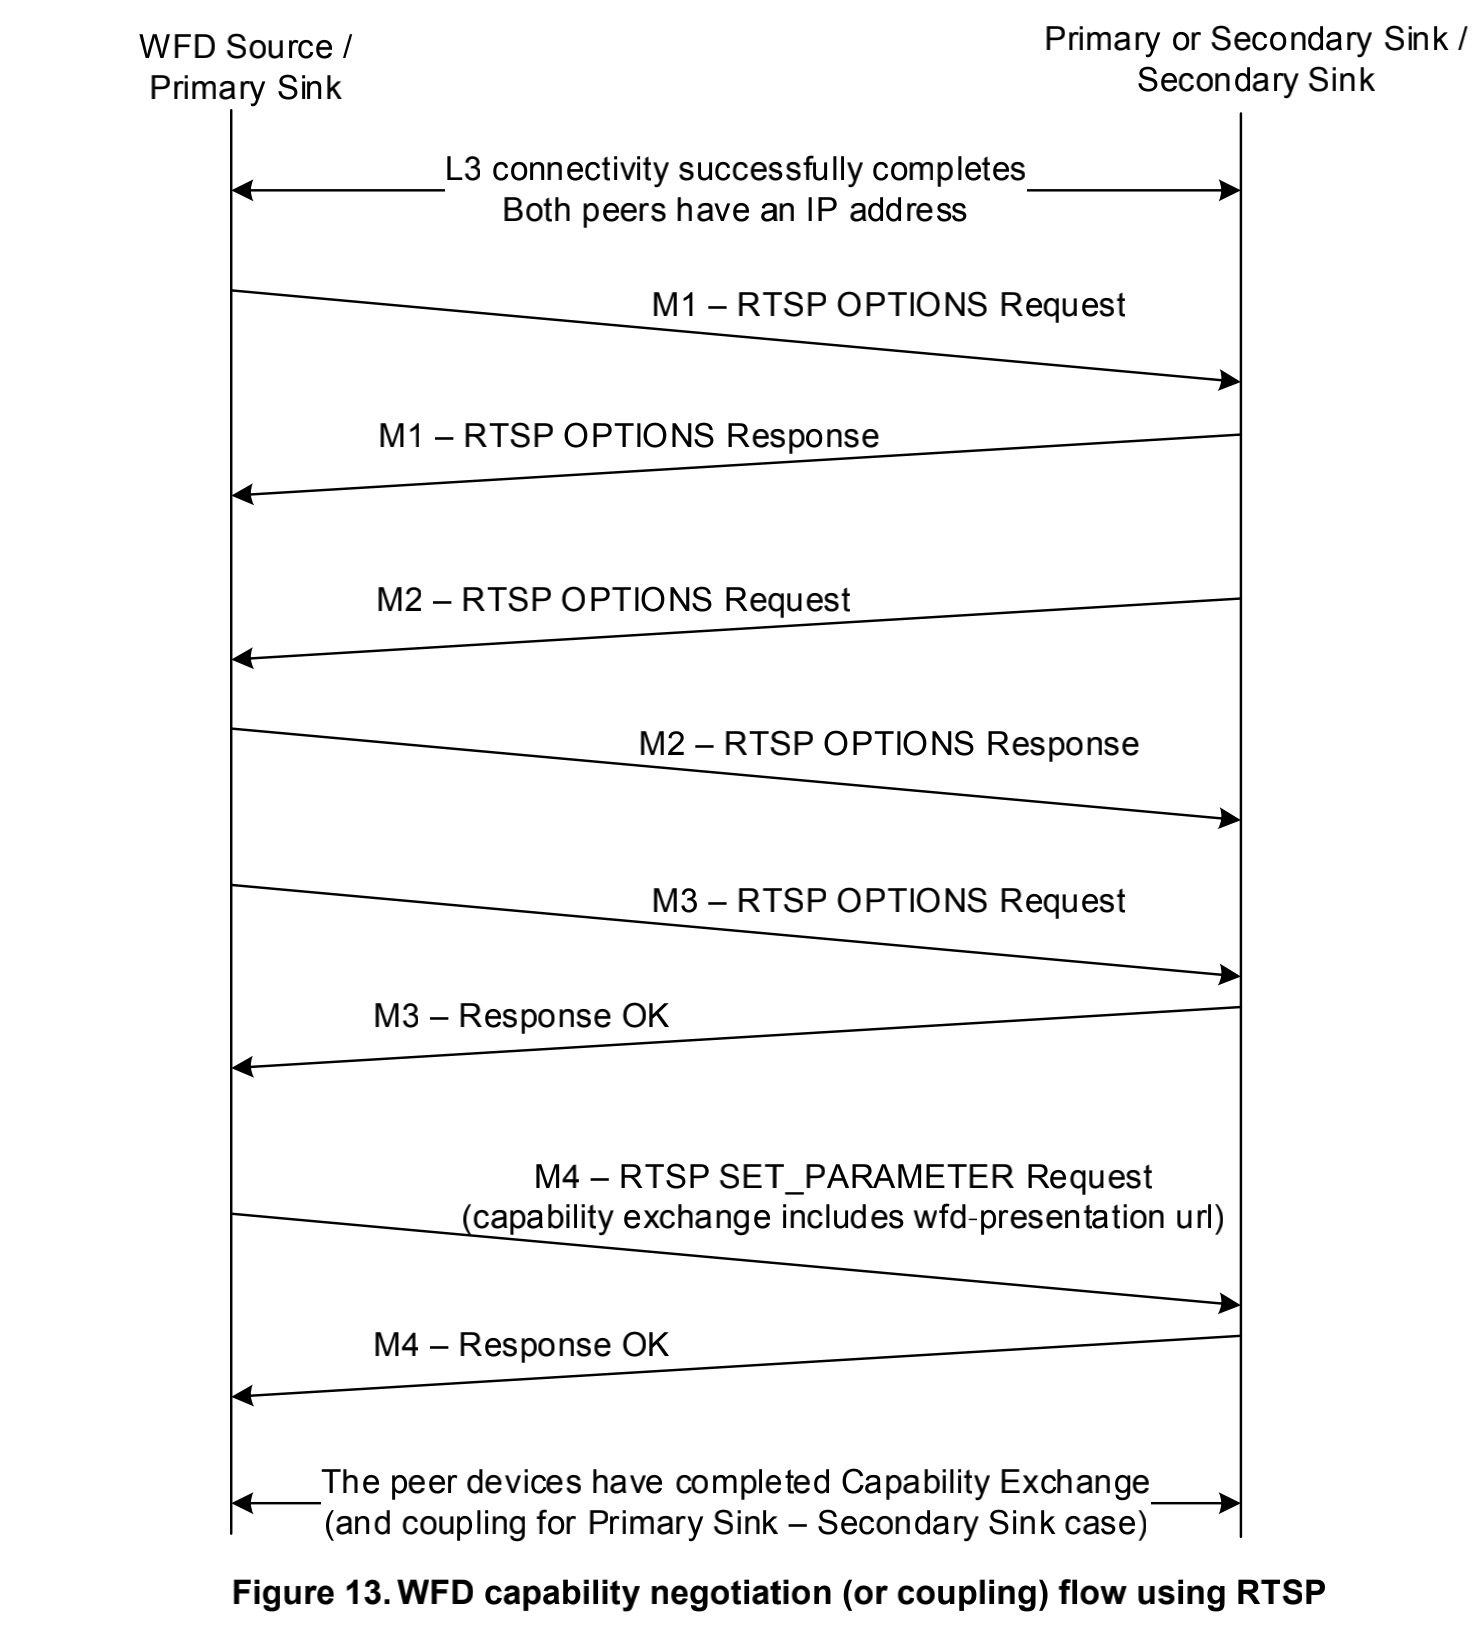 WFD Source /
Primary Sink
Primary or Secondary Sink /
Secondary Sink
L3 connectivity successfully completes
Both peers have an IP address
M1 – RTSP OPTIONS Request
M1 – RTSP OPTIONS Response
M2 – RTSP OPTIONS Request
M2 – RTSP OPTIONS Response
M3 – RTSP OPTIONS Request
M3 – Response OK
M4 – RTSP SET_PARAMETER Request
(capability exchange includes wfd-presentation url)
M4 – Response OK
The peer devices have completed Capability Exchange
(and coupling for Primary Sink – Secondary Sink case)
Figure 13. WFD capability negotiation (or coupling) flow using RTSP